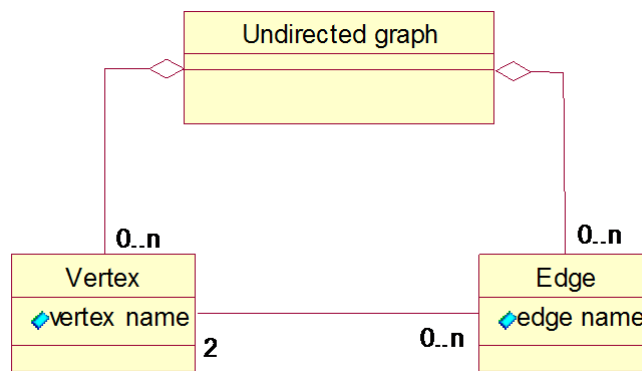 Undirected graph
0..n
0..n
Vertex
Edge
vertex name
edge name
2
0..n